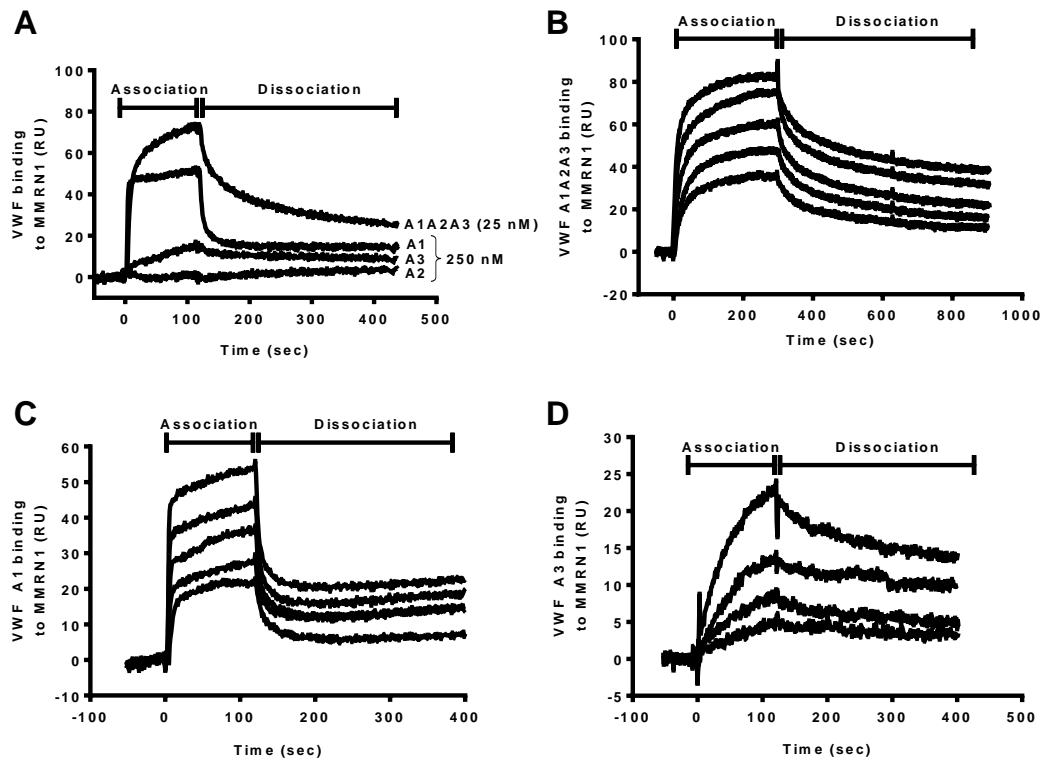 A
Association
Dissociation
VWF binding
to MMRN1 (RU)
100
80
60
40
20
0
0
100
200
300
400
500
Time (sec)
A1A2A3 (25 nM)
A1
A3
A2
250 nM
B
Association
Dissociation
VWF A1A2A3 binding
to MMRN1 (RU)
100
80
60
40
20
0
-20
0
200
400
600
800
1000
Time (sec)
C
Association
Dissociation
VWF A1 binding
to MMRN1 (RU)
60
50
40
30
20
10
0
-10
-100
0
100
200
300
400
Time (sec)
D
Association
Dissociation
VWF A3 binding
to MMRN1 (RU)
30
25
20
15
10
5
0
-5
-100
0
100
200
300
400
500
Time (sec)